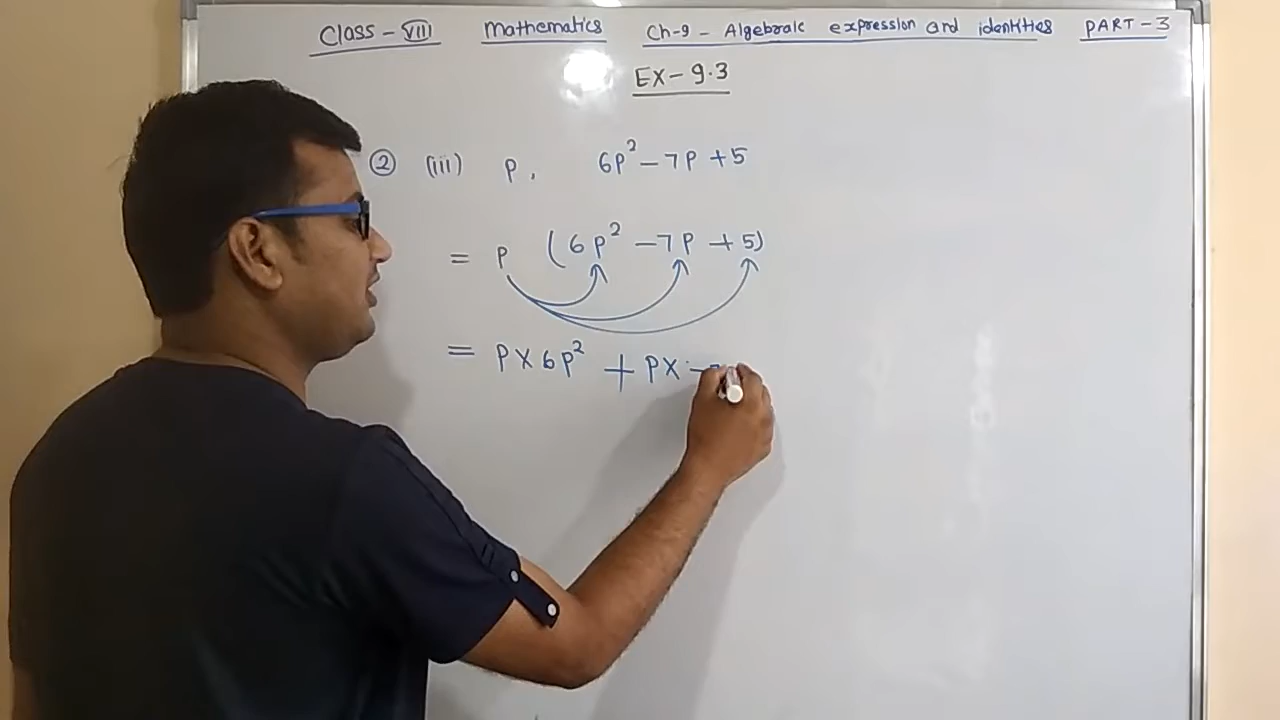 Class - VIII Mathematics Ch-9 - Algebraic expression and identities PART - 3
EX - 9.3
② (iii) p, 6p² - 7p + 5
= p (6p² - 7p + 5)
= p × 6p² + p × -